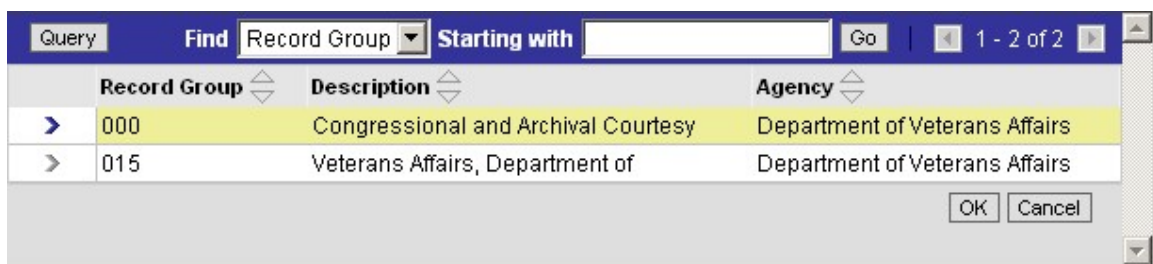 Query Find Record Group Starting with Go 1 - 2 of 2
Record Group Description Agency
000 Congressional and Archival Courtesy Department of Veterans Affairs
015 Veterans Affairs, Department of Department of Veterans Affairs
OK Cancel